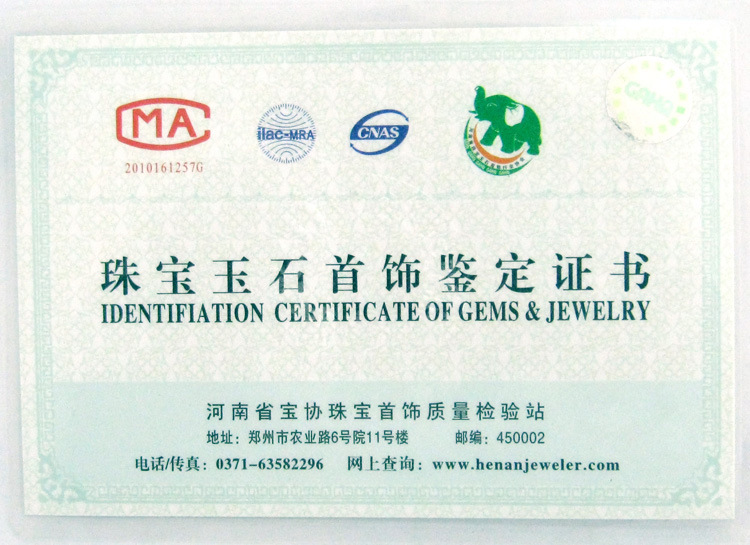 MA
2010161257G
ilac-MRA
CNAS
珠宝玉石首饰鉴定证书
IDENTIFIATION CERTIFICATE OF GEMS & JEWELRY
河南省宝协珠宝首饰质量检验站
地址：郑州市农业路6号院11号楼 邮编：450002
电话/传真：0371-63582296 网上查询：www.henanjeweler.com